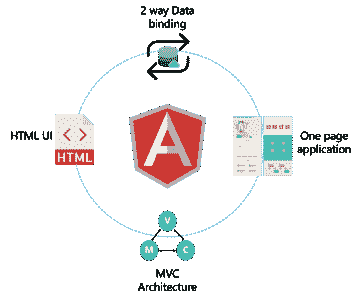 2 way Data
binding
HTML UI
<>
HTML
One page
application
V
M
C
MVC
Architecture